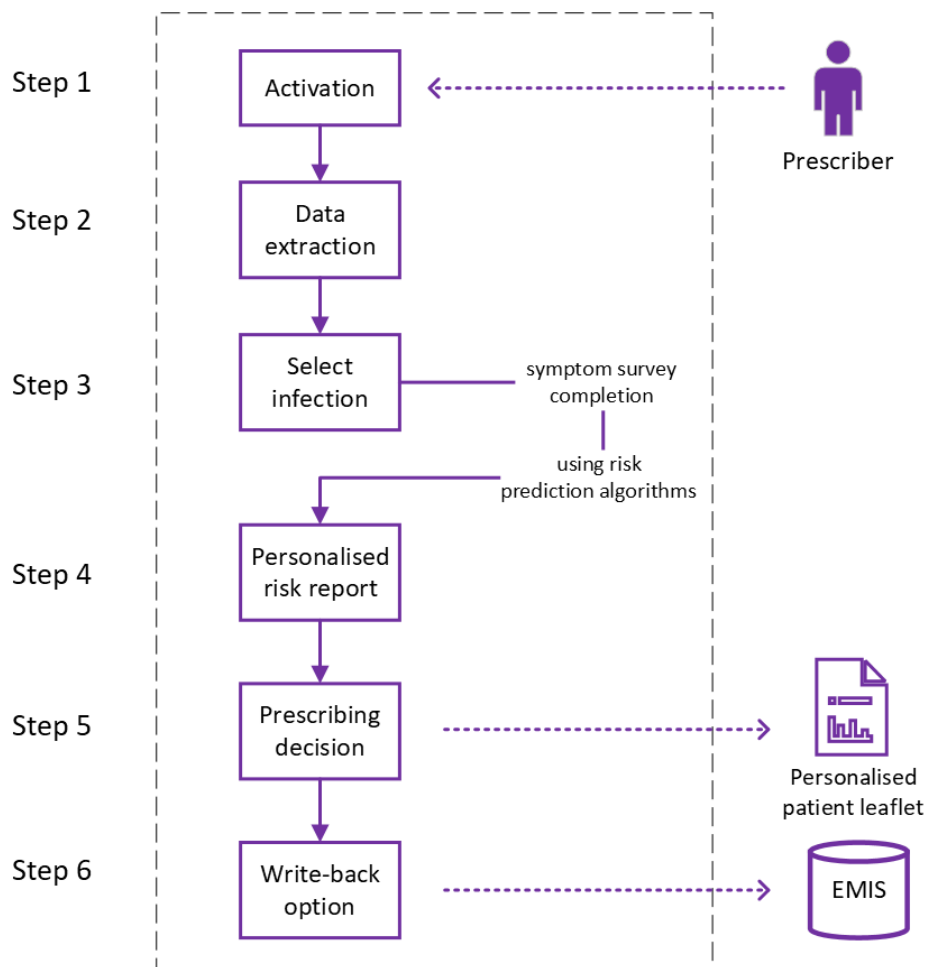 Step 1
Activation
Prescriber
Step 2
Data
extraction
Step 3
Select
infection
symptom survey
completion
using risk
prediction algorithms
Step 4
Personalised
risk report
Step 5
Prescribing
decision
Personalised
patient leaflet
Step 6
Write-back
option
EMIS